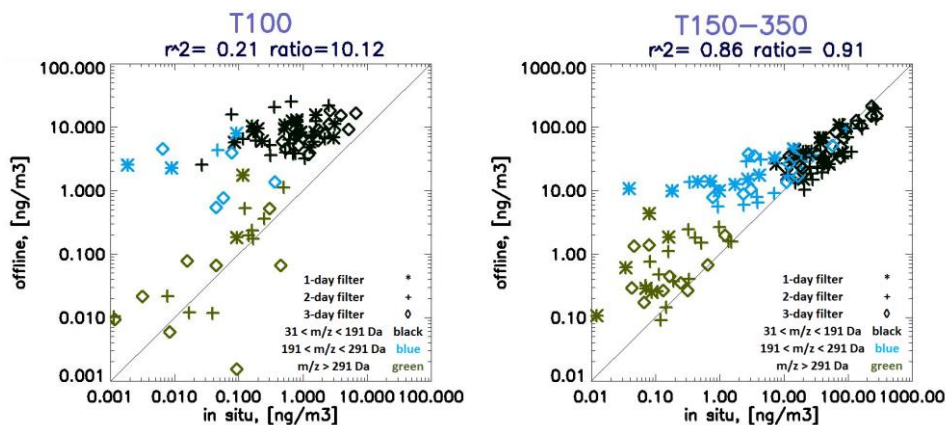 T100
r^2= 0.21 ratio=10.12
100.000
10.000
1.000
0.100
0.010
0.001
offline, [ng/m3]
1-day filter *
2-day filter +
3-day filter ◇
31 < m/z < 191 Da black
191 < m/z < 291 Da blue
m/z > 291 Da green
0.001 0.010 0.100 1.000 10.000 100.000
in situ, [ng/m3]
T150-350
r^2= 0.86 ratio= 0.91
1000.00
100.00
10.00
1.00
0.10
0.01
offline, [ng/m3]
1-day filter *
2-day filter +
3-day filter ◇
31 < m/z < 191 Da black
191 < m/z < 291 Da blue
m/z > 291 Da green
0.01 0.10 1.00 10.00 100.00 1000.00
in situ, [ng/m3]